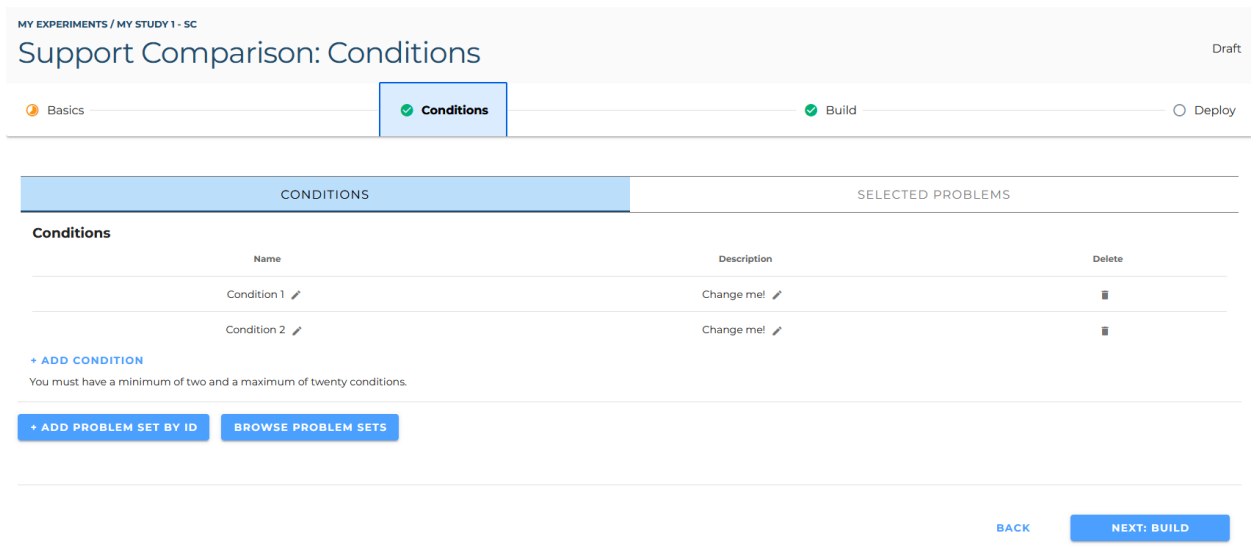 MY EXPERIMENTS / MY STUDY 1 - SC
Support Comparison: Conditions
Draft
Basics
Conditions
Build
Deploy
CONDITIONS
SELECTED PROBLEMS
Conditions
Name
Description
Delete
Condition 1
Change me!
Condition 2
Change me!
+ ADD CONDITION
You must have a minimum of two and a maximum of twenty conditions.
+ ADD PROBLEM SET BY ID
BROWSE PROBLEM SETS
BACK
NEXT: BUILD